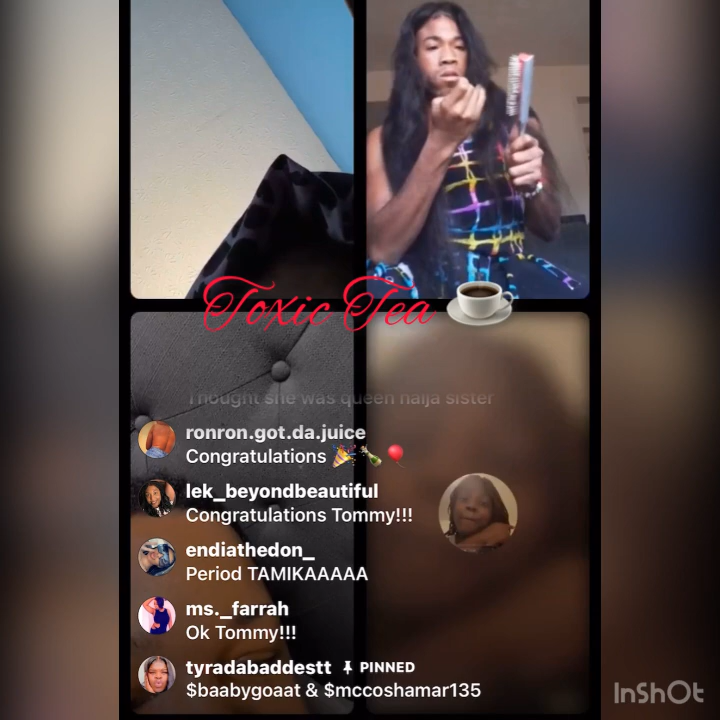 Toxic Tea
Thought she was queen naija sister
ronron.got.da.juice
Congratulations 🎉🍾🎈
lek_beyondbeautiful
Congratulations Tommy!!!
endiathedon_
Period TAMIKAAAAA
ms._farrah
Ok Tommy!!!
tyradabaddestt PINNED
$baabygoaat & $mccoshamar135
InShOt